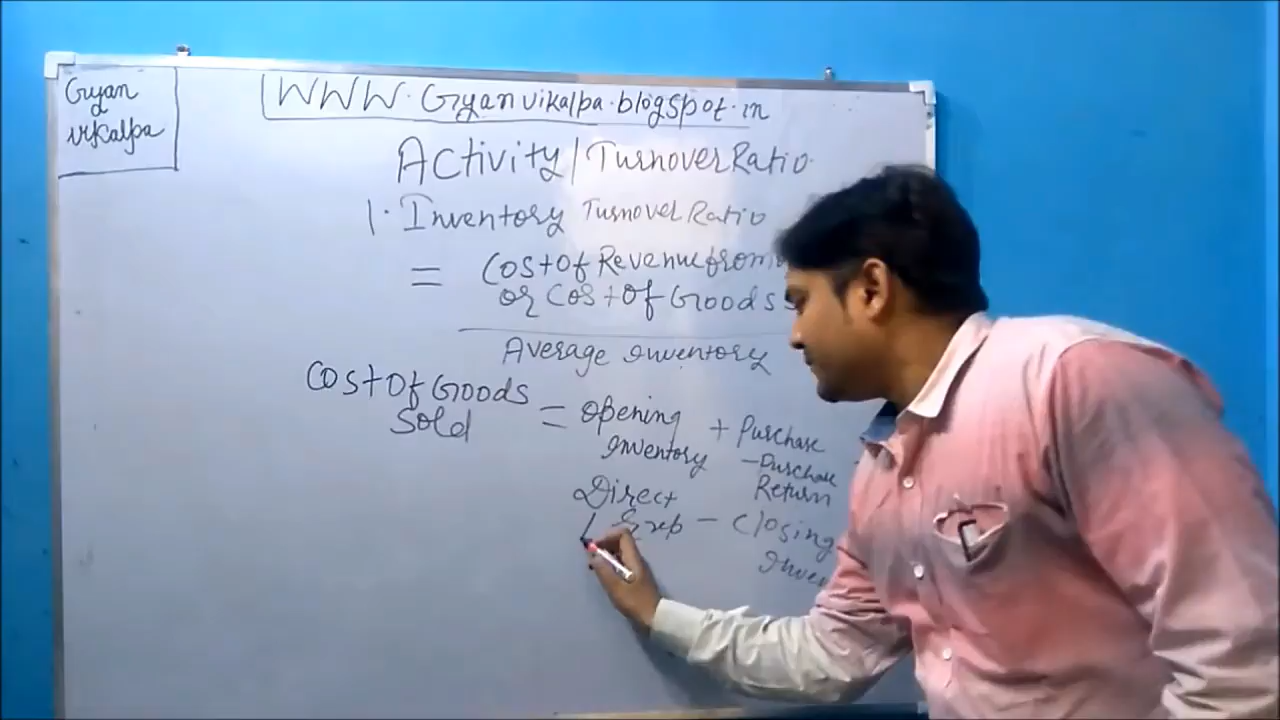 Gyan
vikalpa
WWW.Gyanvikalpa.blogspot.in
Activity/Turnover Ratio
1. Inventory Turnover Ratio
= Cost of Revenue from
or Cost of Goods
Average inventory
Cost of Goods
Sold = opening inventory + Purchase
- Purchase
Return
Direct
Exp - Closing